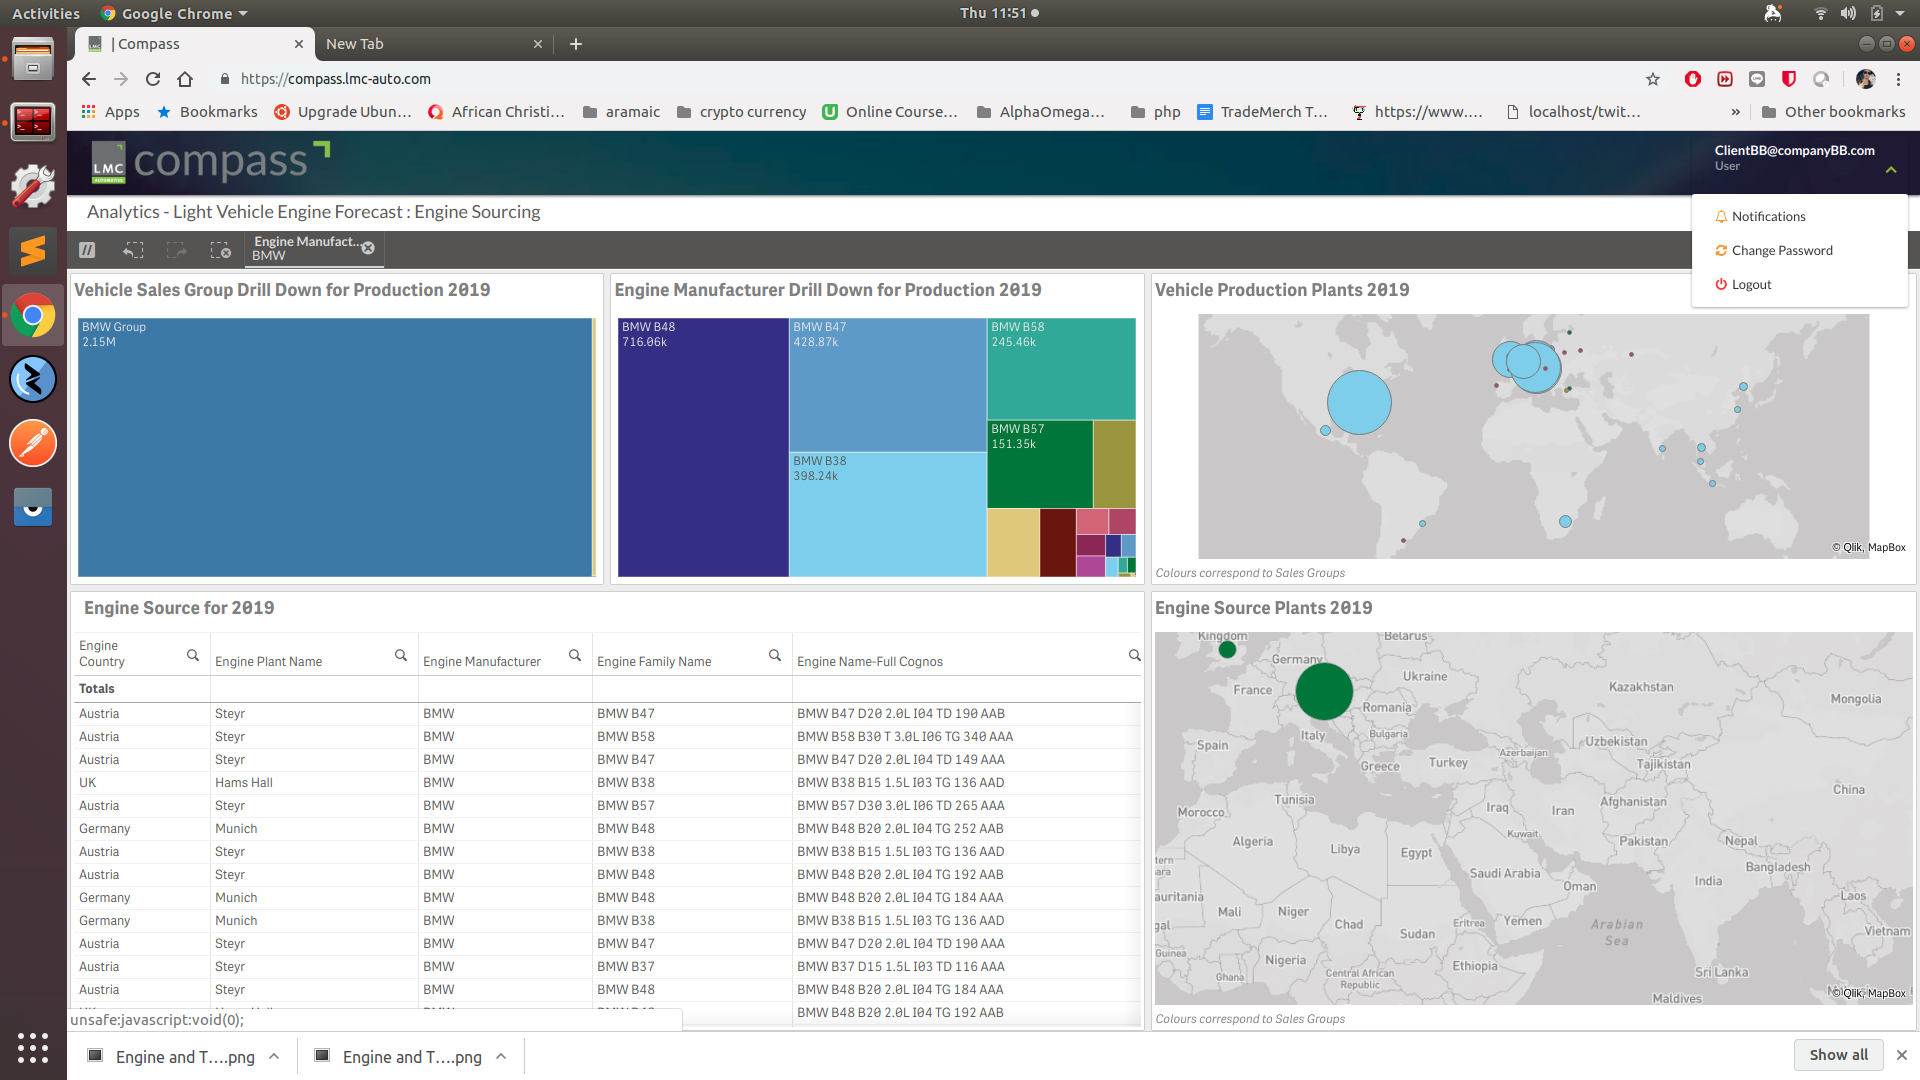 Activities
Google Chrome
Thu 11:51
| Compass
New Tab
https://compass.lmc-auto.com
Apps
Bookmarks
Upgrade Ubun…
African Christi…
aramaic
crypto currency
Online Course…
AlphaOmega…
php
TradeMerch T…
https://www.…
localhost/twit…
»
Other bookmarks
LMC
AUTOMOTIVE
compass
ClientBB@companyBB.com
User
Notifications
Change Password
Logout
Analytics - Light Vehicle Engine Forecast : Engine Sourcing
Engine Manufact...
BMW
Vehicle Sales Group Drill Down for Production 2019
BMW Group
2.15M
Engine Manufacturer Drill Down for Production 2019
BMW B48
716.06k
BMW B47
428.87k
BMW B38
398.24k
BMW B58
245.46k
BMW B57
151.35k
Vehicle Production Plants 2019
© Qlik, MapBox
Colours correspond to Sales Groups
Engine Source for 2019
Engine Country
Engine Plant Name
Engine Manufacturer
Engine Family Name
Engine Name-Full Cognos
Totals
Austria Steyr BMW BMW B47 BMW B47 D20 2.0L I04 TD 190 AAB
Austria Steyr BMW BMW B58 BMW B58 B30 T 3.0L I06 TG 340 AAA
Austria Steyr BMW BMW B47 BMW B47 D20 2.0L I04 TD 149 AAA
UK Hams Hall BMW BMW B38 BMW B38 B15 1.5L I03 TG 136 AAD
Austria Steyr BMW BMW B57 BMW B57 D30 3.0L I06 TD 265 AAA
Germany Munich BMW BMW B48 BMW B48 B20 2.0L I04 TG 252 AAB
Austria Steyr BMW BMW B38 BMW B38 B15 1.5L I03 TG 136 AAD
Austria Steyr BMW BMW B48 BMW B48 B20 2.0L I04 TG 192 AAB
Germany Munich BMW BMW B48 BMW B48 B20 2.0L I04 TG 184 AAA
Germany Munich BMW BMW B38 BMW B38 B15 1.5L I03 TG 136 AAD
Austria Steyr BMW BMW B47 BMW B47 D20 2.0L I04 TD 190 AAA
Austria Steyr BMW BMW B37 BMW B37 D15 1.5L I03 TD 116 AAA
Austria Steyr BMW BMW B48 BMW B48 B20 2.0L I04 TG 184 AAA
BMW B48 B20 2.0L I04 TG 192 AAB
unsafe:javascript:void(0);
Engine Source Plants 2019
Kingdom
Belarus
Germany
Ukraine
Kazakhstan
France
Mongolia
Romania
Italy
Bulgaria
Uzbekistan
Spain
Azerbaijan
Greece
Turkey
Tajikistan
China
Tunisia
Morocco
Iraq
Iran
Afghanistan
Algeria
Libya
Egypt
Kuwait
Pakistan
Nepal
Bangladesh
Saudi Arabia
India
Oman
Laos
tern
ara
auritania
Mali
Niger
Chad
Sudan
Eritrea
Yemen
Arabian
Sea
Vietnam
gal
Guinea
Nigeria
Ghana
Central African
Republic
Ethiopia
Sri Lanka
Maldives
© Qlik, MapBox
Colours correspond to Sales Groups
Engine and T….png
Engine and T….png
Show all